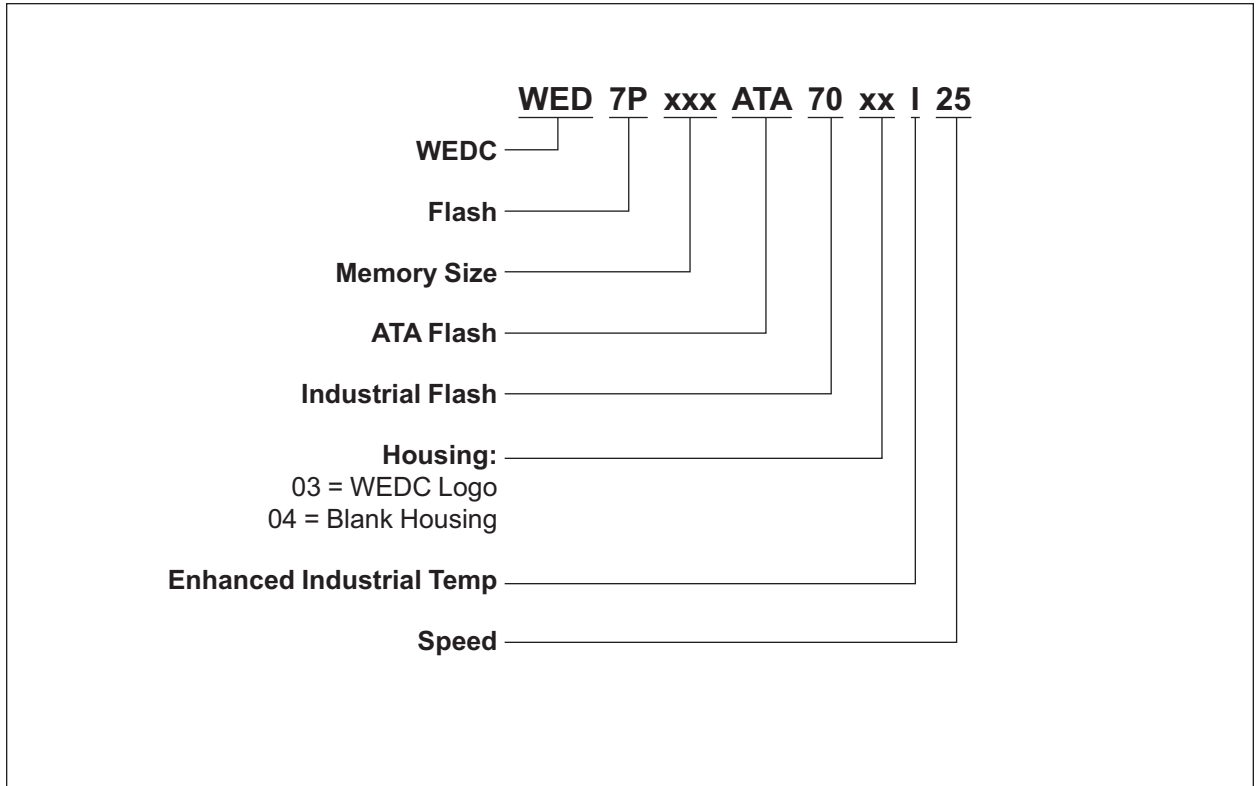 WED 7P xxx ATA 70 xx I 25
WEDC
Flash
Memory Size
ATA Flash
Industrial Flash
Housing:
03 = WEDC Logo
04 = Blank Housing
Enhanced Industrial Temp
Speed